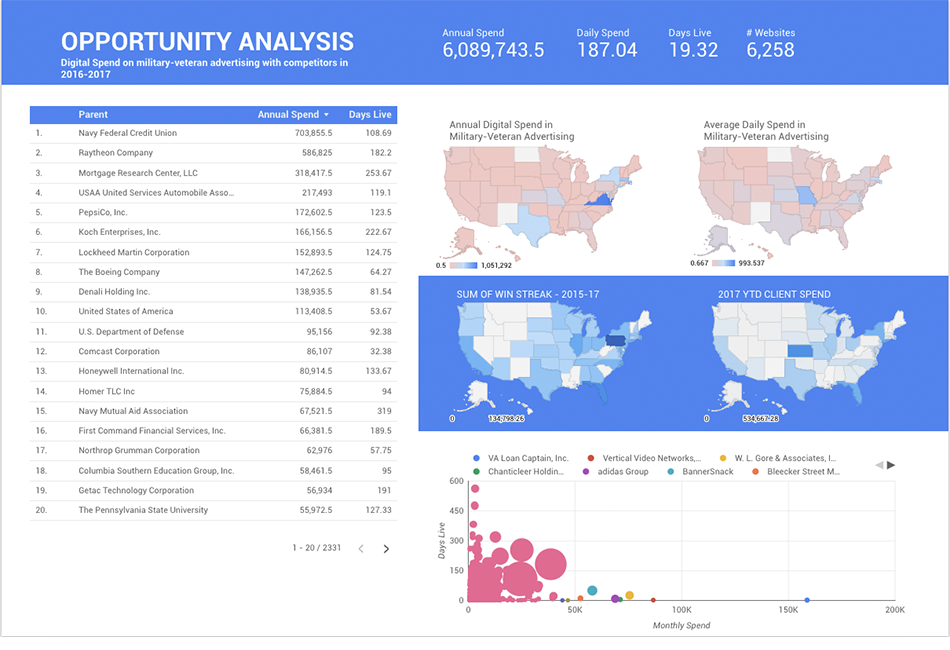 OPPORTUNITY ANALYSIS
Digital Spend on military-veteran advertising with competitors in
2016-2017
Annual Spend
6,089,743.5
Daily Spend
187.04
Days Live
19.32
# Websites
6,258
Parent Annual Spend Days Live
1. Navy Federal Credit Union 703,855.5 108.69
2. Raytheon Company 586,825 182.2
3. Mortgage Research Center, LLC 318,417.5 253.67
4. USAA United Services Automobile Asso... 217,493 119.1
5. PepsiCo, Inc. 172,602.5 123.5
6. Koch Enterprises, Inc. 166,156.5 222.67
7. Lockheed Martin Corporation 152,893.5 124.75
8. The Boeing Company 147,262.5 64.27
9. Denali Holding Inc. 138,935.5 81.54
10. United States of America 113,408.5 53.67
11. U.S. Department of Defense 95,156 92.38
12. Comcast Corporation 86,107 32.38
13. Honeywell International Inc. 80,914.5 133.67
14. Homer TLC Inc 75,884.5 94
15. Navy Mutual Aid Association 67,521.5 319
16. First Command Financial Services, Inc. 66,381.5 189.5
17. Northrop Grumman Corporation 62,976 57.75
18. Columbia Southern Education Group, Inc. 58,461.5 95
19. Getac Technology Corporation 56,934 191
20. The Pennsylvania State University 55,972.5 127.33
1 - 20 / 2331
Annual Digital Spend in
Military-Veteran Advertising
0.5 1,051,292
Average Daily Spend in
Military-Veteran Advertising
0.667 993.537
SUM OF WIN STREAK - 2015-17
0 134,798.26
2017 YTD CLIENT SPEND
0 534,667.28
VA Loan Captain, Inc. Vertical Video Networks,... W. L. Gore & Associates, I...
Chanticleer Holdin... adidas Group BannerSnack Bleecker Street M...
Days Live
600
450
300
150
0
0 50K 100K 150K 200K
Monthly Spend